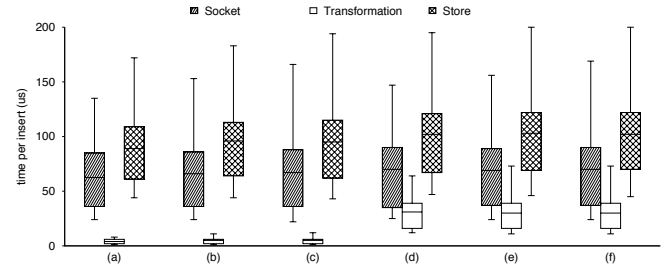 Socket Transformation Store
200
150
100
50
0
time per insert (us)
(a) (b) (c) (d) (e) (f)